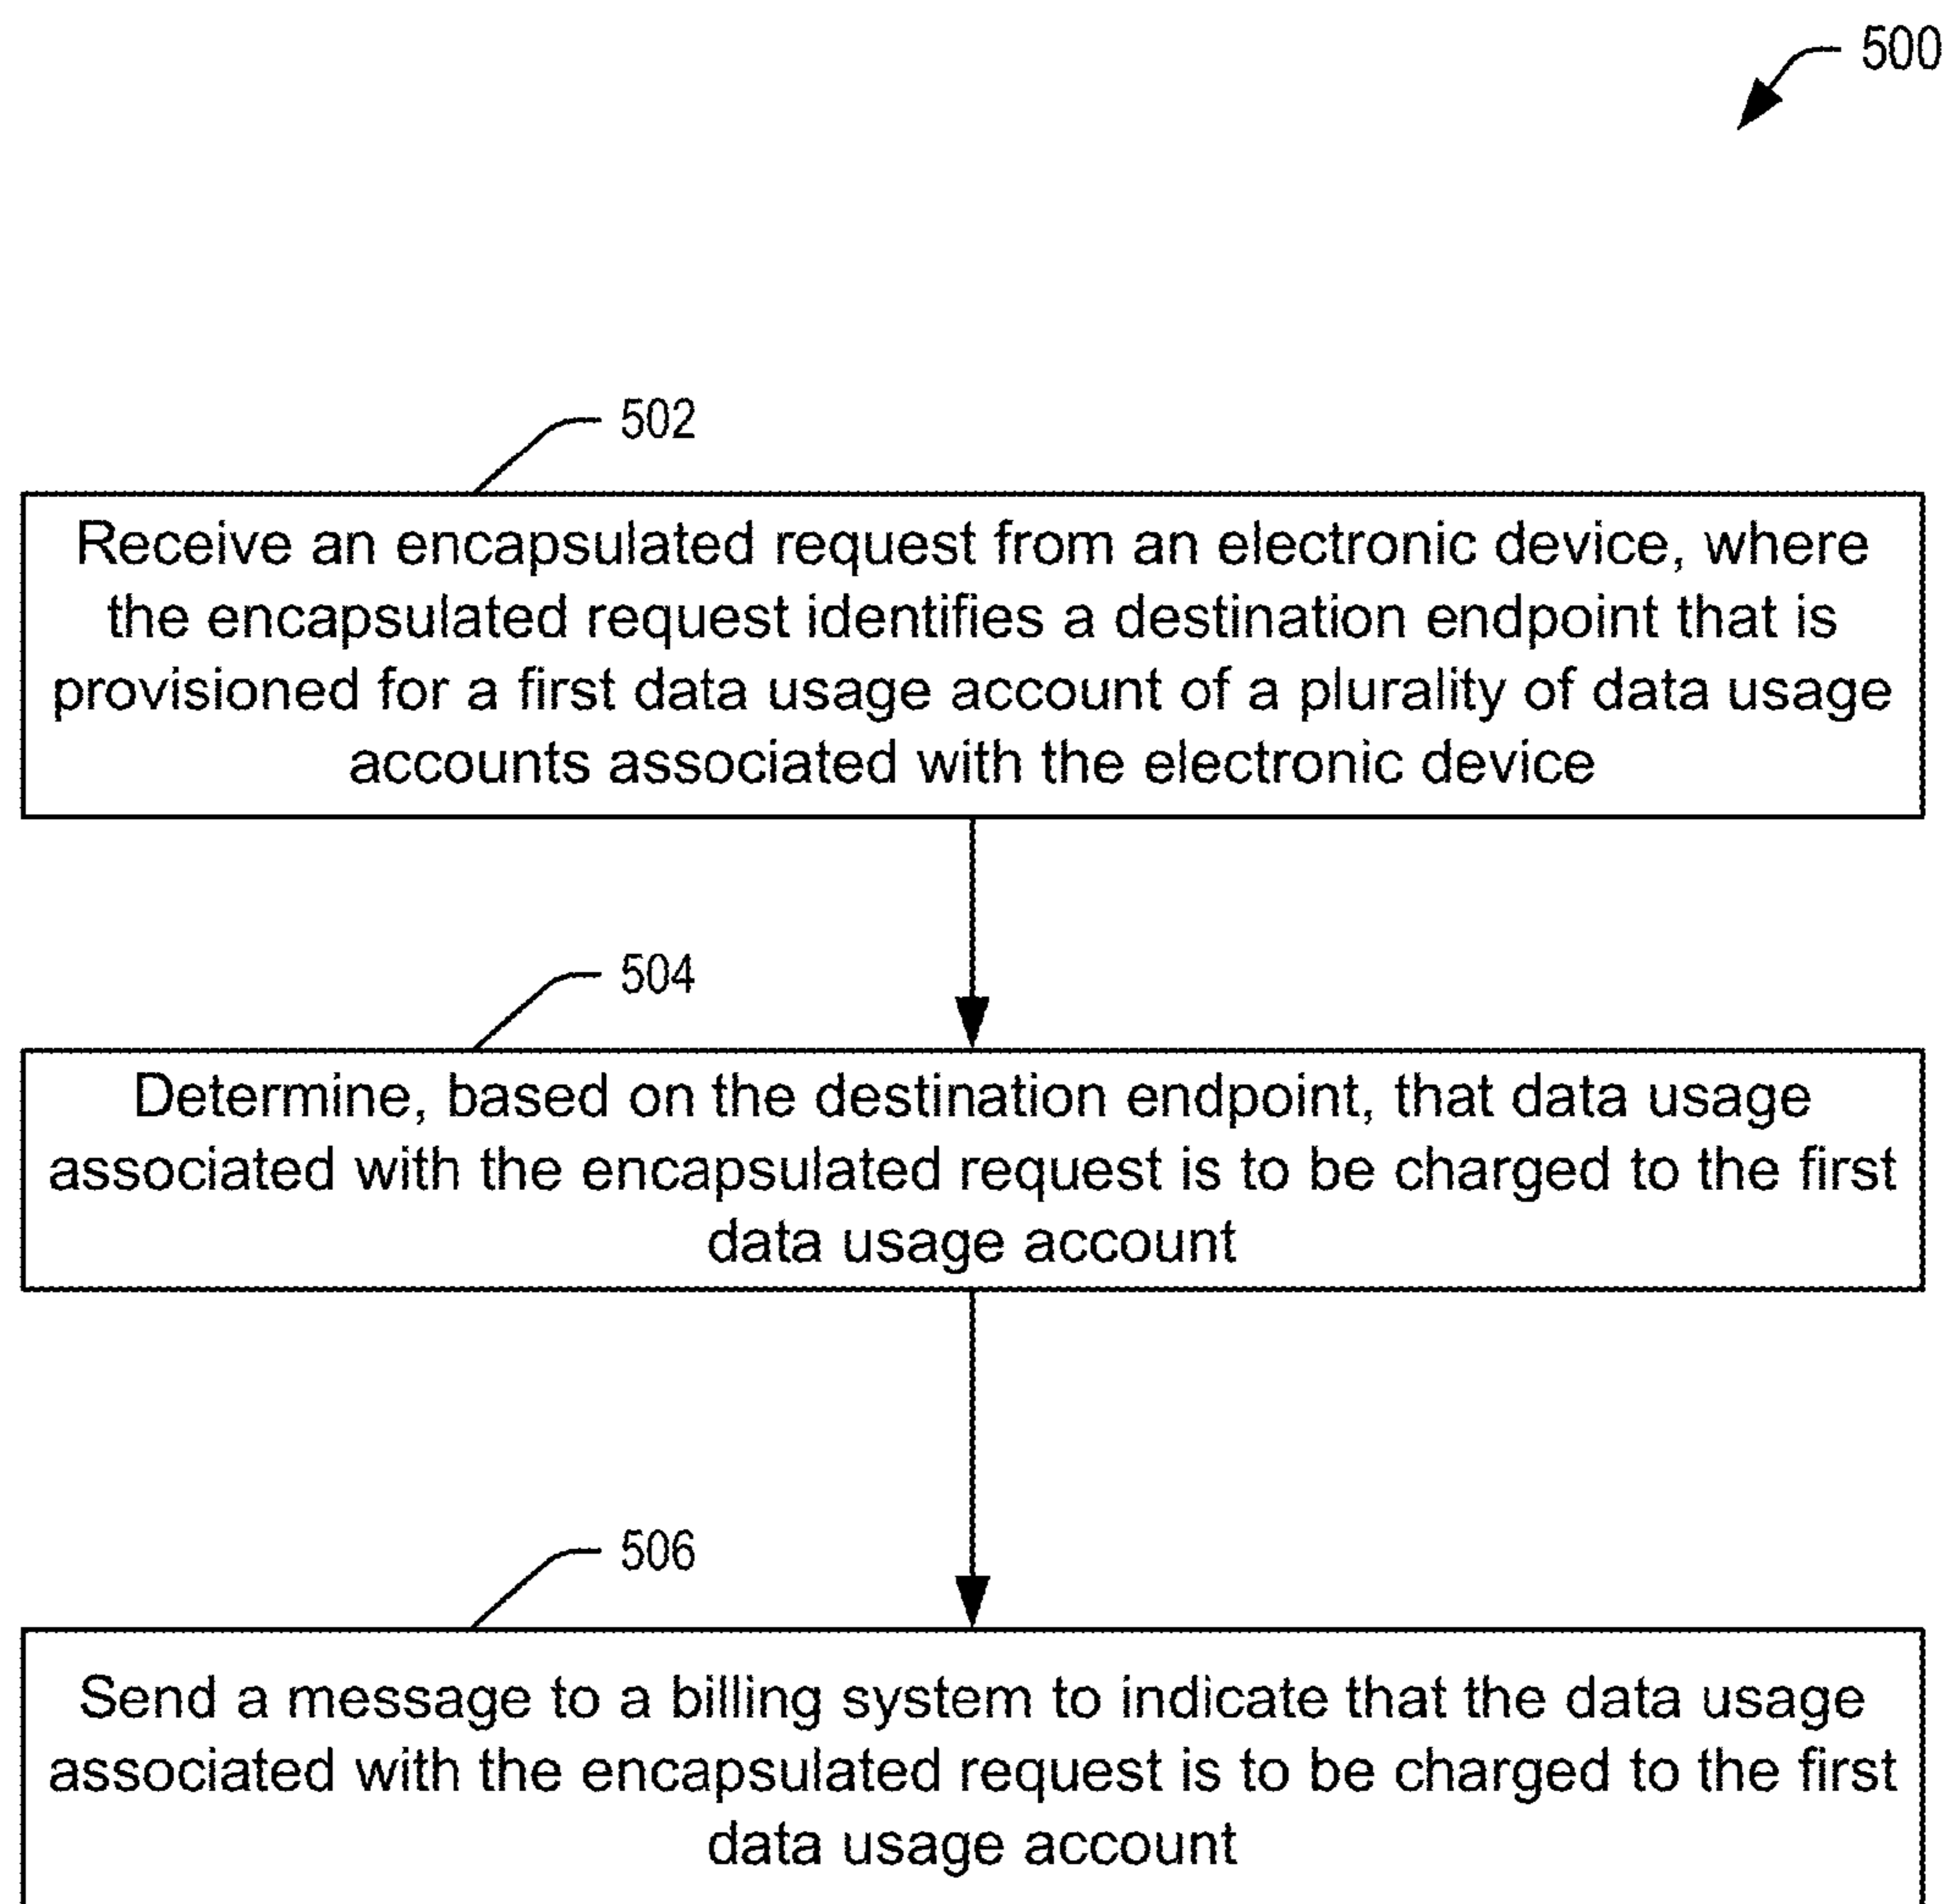 500
502
Receive an encapsulated request from an electronic device, where
the encapsulated request identifies a destination endpoint that is
provisioned for a first data usage account of a plurality of data usage
accounts associated with the electronic device
504
Determine, based on the destination endpoint, that data usage
associated with the encapsulated request is to be charged to the first
data usage account
506
Send a message to a billing system to indicate that the data usage
associated with the encapsulated request is to be charged to the first
data usage account